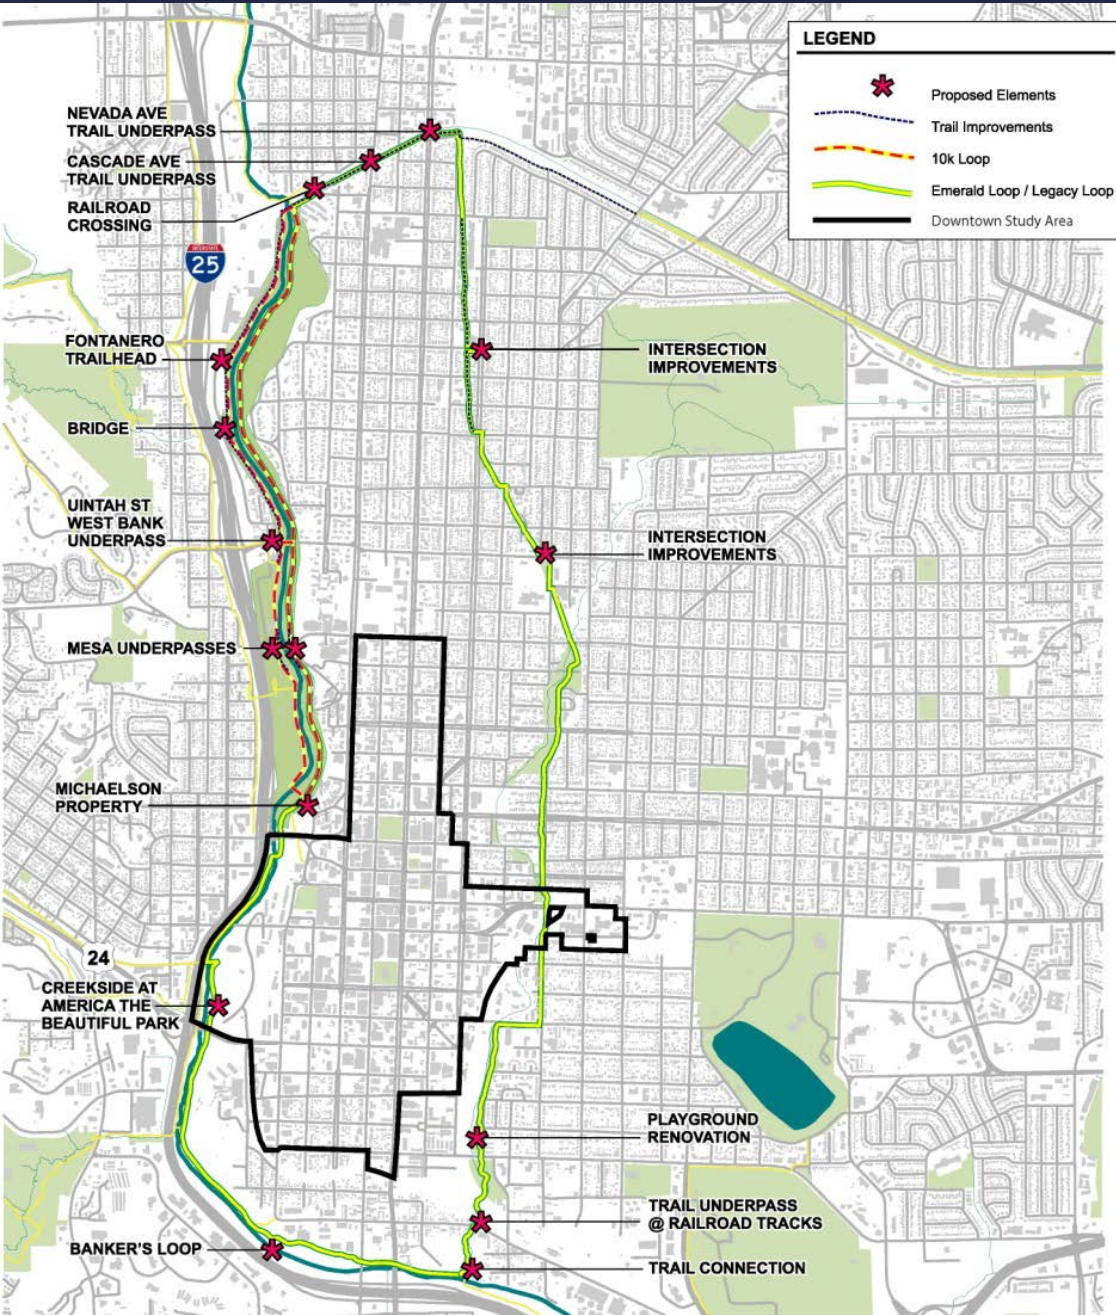 LEGEND
Proposed Elements
Trail Improvements
10k Loop
Emerald Loop / Legacy Loop
Downtown Study Area
NEVADA AVE
TRAIL UNDERPASS
CASCADE AVE
TRAIL UNDERPASS
RAILROAD
CROSSING
INTERSTATE
25
FONTANERO
TRAILHEAD
INTERSECTION
IMPROVEMENTS
BRIDGE
UINTAH ST
WEST BANK
UNDERPASS
INTERSECTION
IMPROVEMENTS
MESA UNDERPASSES
MICHAELSON
PROPERTY
24
CREEKSIDE AT
AMERICA THE
BEAUTIFUL PARK
PLAYGROUND
RENOVATION
TRAIL UNDERPASS
@ RAILROAD TRACKS
BANKER'S LOOP
TRAIL CONNECTION